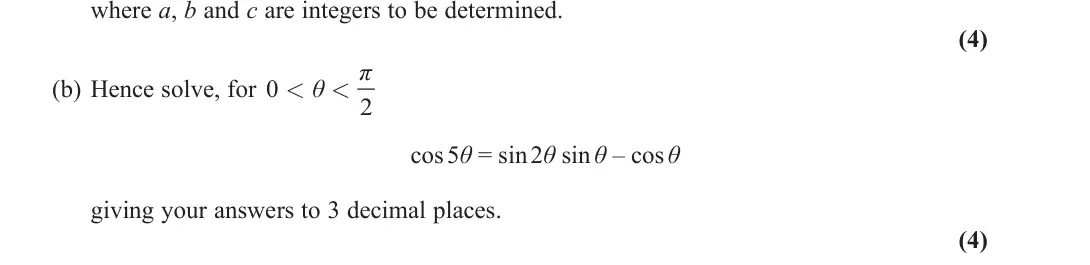 where a, b and c are integers to be determined.
(4)
(b) Hence solve, for 0 < θ < π/2
cos 5θ = sin 2θ sin θ – cos θ
giving your answers to 3 decimal places.
(4)